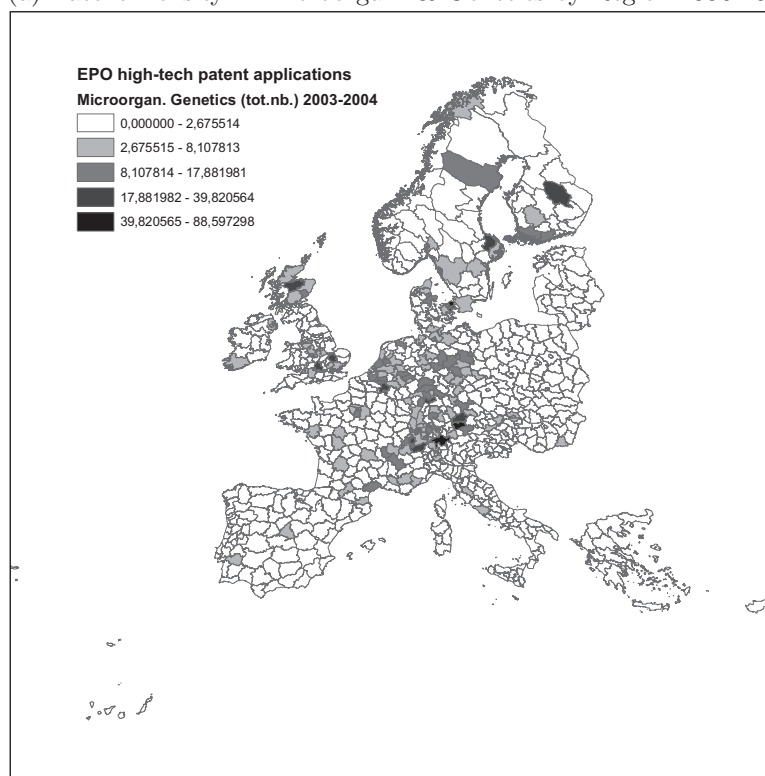 EPO high-tech patent applications
Microorgan. Genetics (tot.nb.) 2003-2004
0,000000 - 2,675514
2,675515 - 8,107813
8,107814 - 17,881981
17,881982 - 39,820564
39,820565 - 88,597298